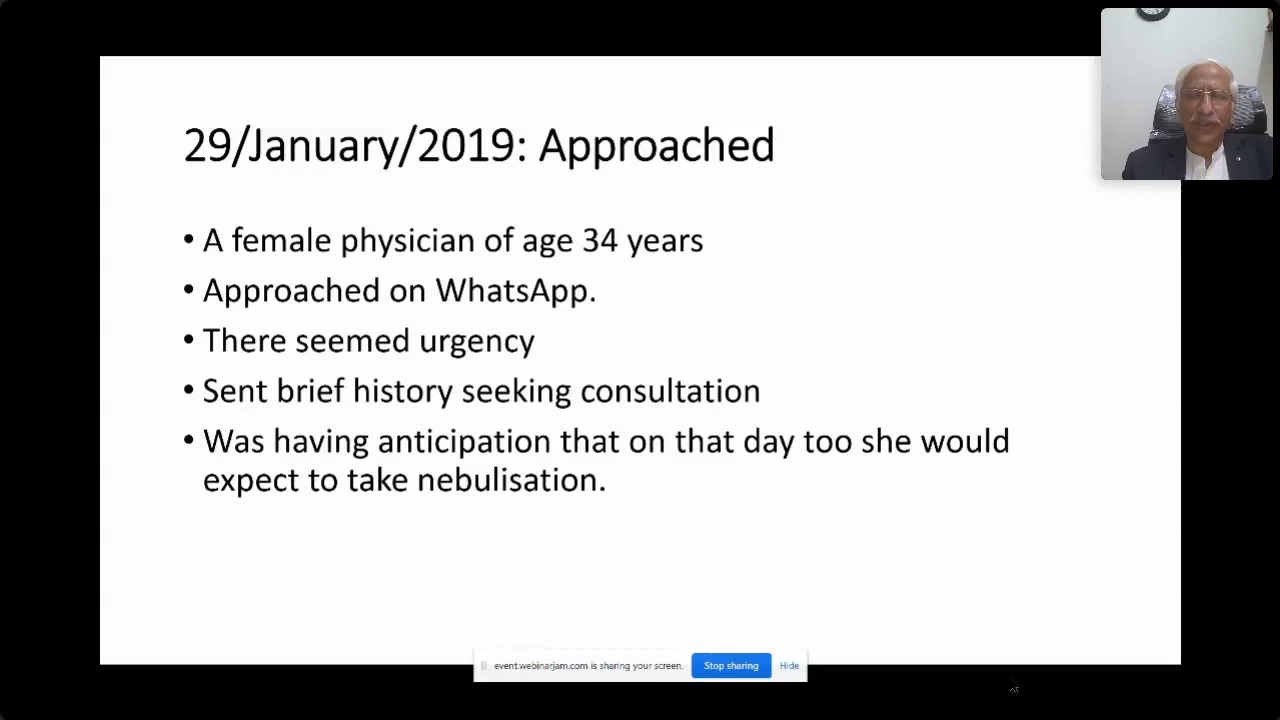 29/January/2019: Approached
• A female physician of age 34 years
• Approached on WhatsApp.
• There seemed urgency
• Sent brief history seeking consultation
• Was having anticipation that on that day too she would
expect to take nebulisation.
event.webinarjam.com is sharing your screen. Stop sharing Hide